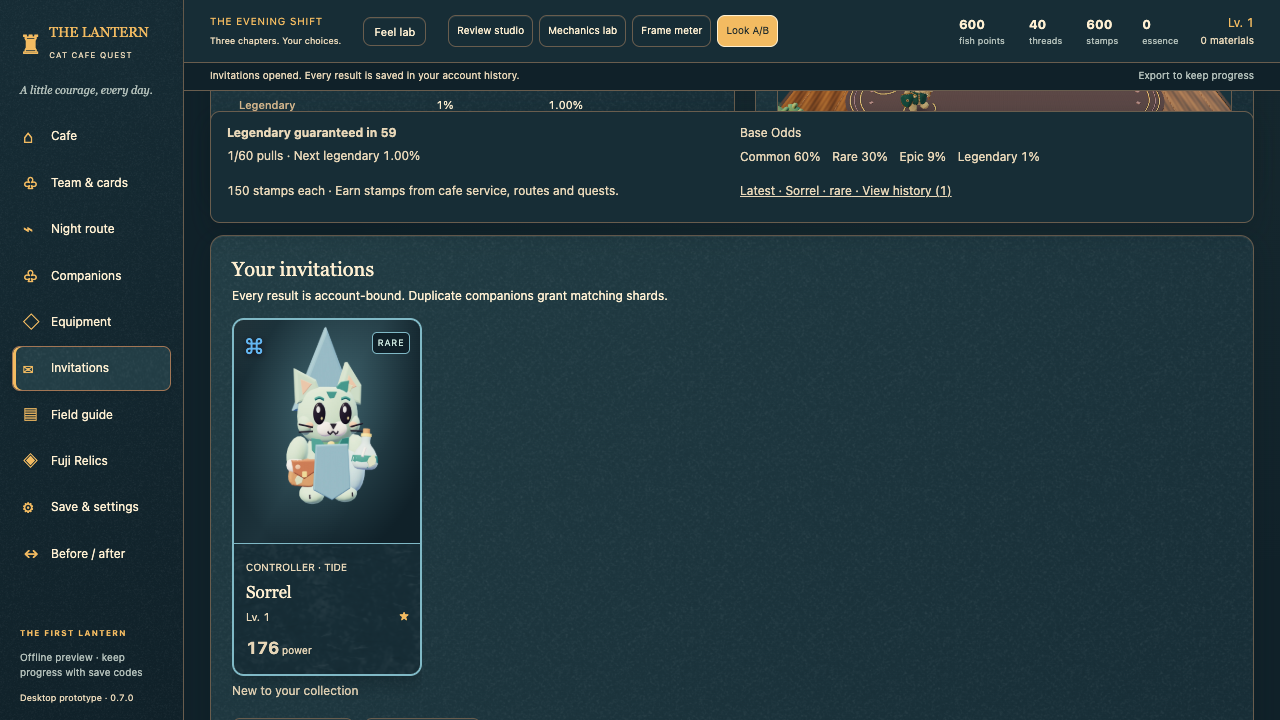 THE LANTERN
CAT CAFE QUEST
A little courage, every day.
Cafe
Team & cards
Night route
Companions
Equipment
Invitations
Field guide
Fuji Relics
Save & settings
Before / after
THE FIRST LANTERN
Offline preview · keep
progress with save codes
Desktop prototype · 0.7.0
THE EVENING SHIFT
Three chapters. Your choices.
Feel lab
Review studio
Mechanics lab
Frame meter
Look A/B
600 fish points
40 threads
600 stamps
0 essence
Lv. 1
0 materials
Invitations opened. Every result is saved in your account history.
Export to keep progress
Legendary 1% 1.00%
Legendary guaranteed in 59
1/60 pulls · Next legendary 1.00%
150 stamps each · Earn stamps from cafe service, routes and quests.
Base Odds
Common 60% Rare 30% Epic 9% Legendary 1%
Latest · Sorrel · rare · View history (1)
Your invitations
Every result is account-bound. Duplicate companions grant matching shards.
RARE
CONTROLLER · TIDE
Sorrel
Lv. 1
176 power
New to your collection